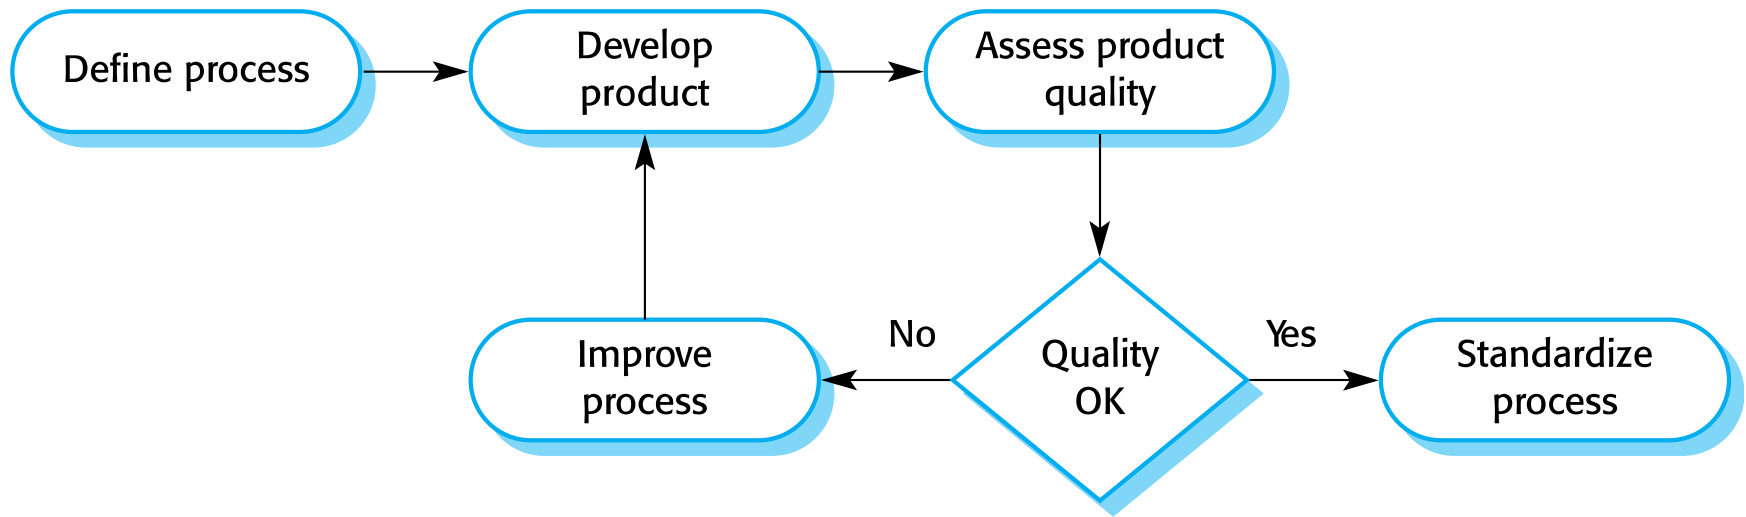 Define process
Develop
product
Assess product
quality
No
Quality
OK
Yes
Improve
process
Standardize
process